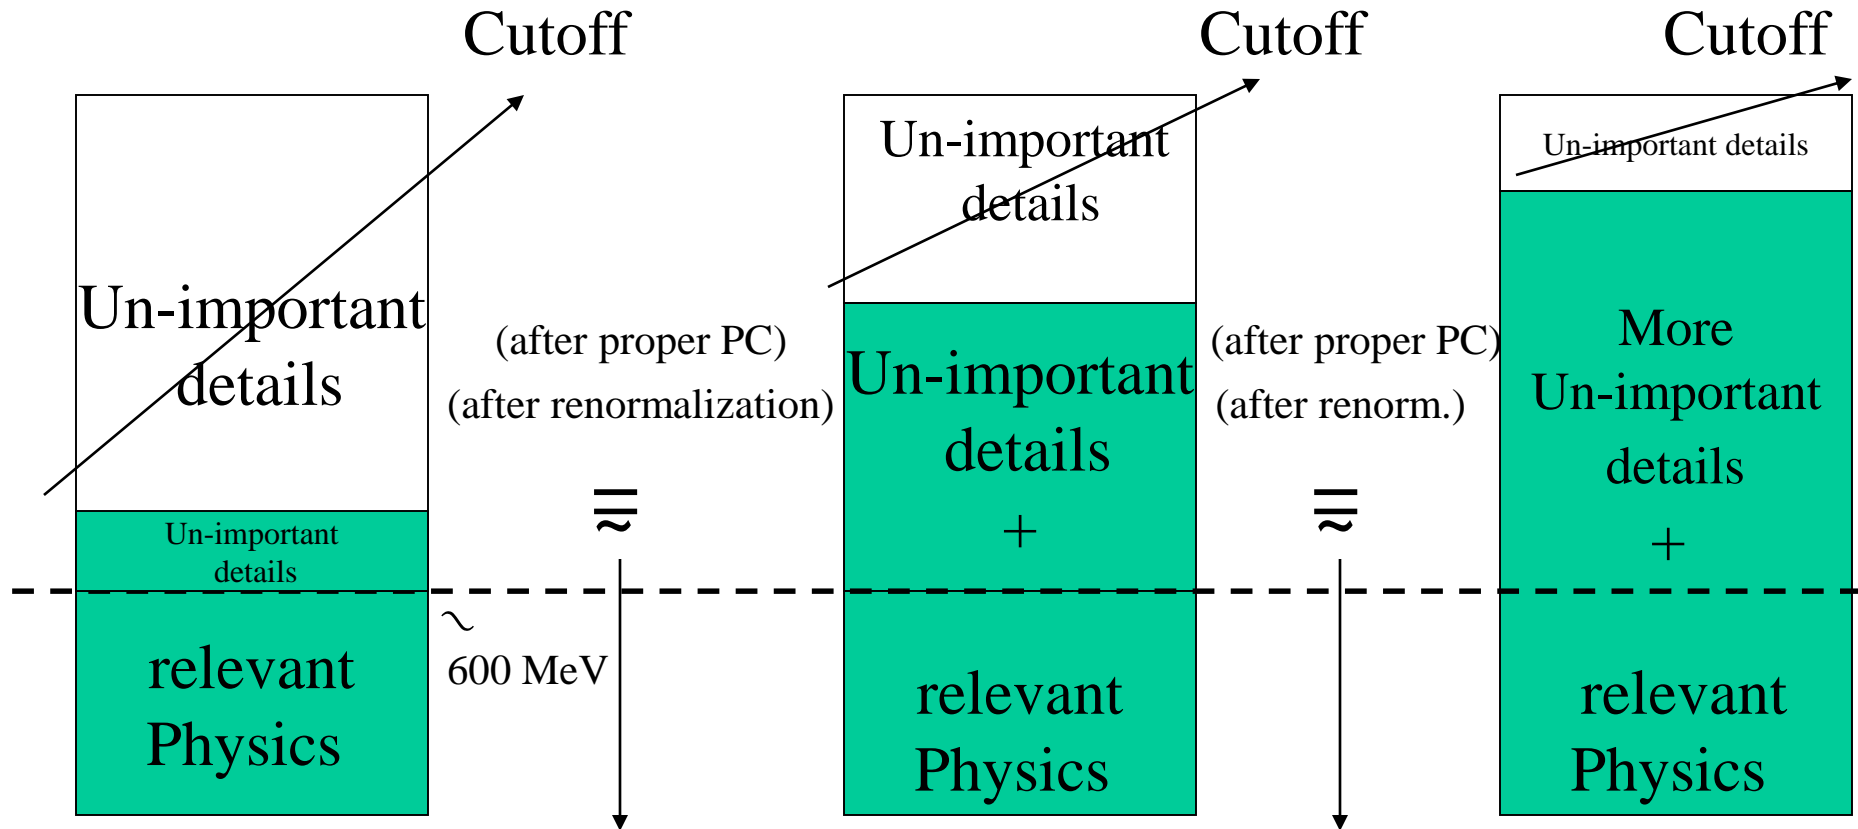 Cutoff
Un-important
details
Un-important
details
relevant
Physics
(after proper PC)
(after renormalization)
≅
~
600 MeV
Cutoff
Un-important
details
Un-important
details
+
relevant
Physics
(after proper PC)
(after renorm.)
≅
Cutoff
Un-important details
More
Un-important
details
+
relevant
Physics